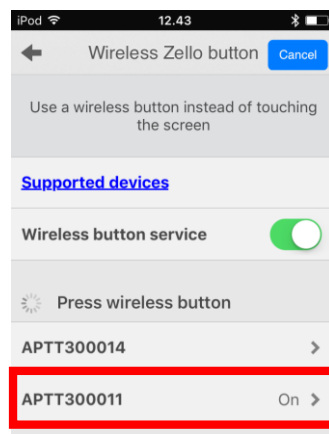 iPod 12.43
Wireless Zello button Cancel
Use a wireless button instead of touching
the screen
Supported devices
Wireless button service
Press wireless button
APTT300014
APTT300011 On